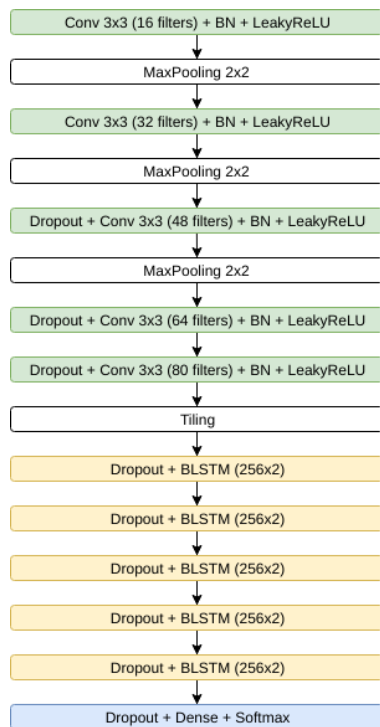 Conv 3x3 (16 filters) + BN + LeakyReLU
MaxPooling 2x2
Conv 3x3 (32 filters) + BN + LeakyReLU
MaxPooling 2x2
Dropout + Conv 3x3 (48 filters) + BN + LeakyReLU
MaxPooling 2x2
Dropout + Conv 3x3 (64 filters) + BN + LeakyReLU
Dropout + Conv 3x3 (80 filters) + BN + LeakyReLU
Tiling
Dropout + BLSTM (256x2)
Dropout + BLSTM (256x2)
Dropout + BLSTM (256x2)
Dropout + BLSTM (256x2)
Dropout + BLSTM (256x2)
Dropout + Dense + Softmax